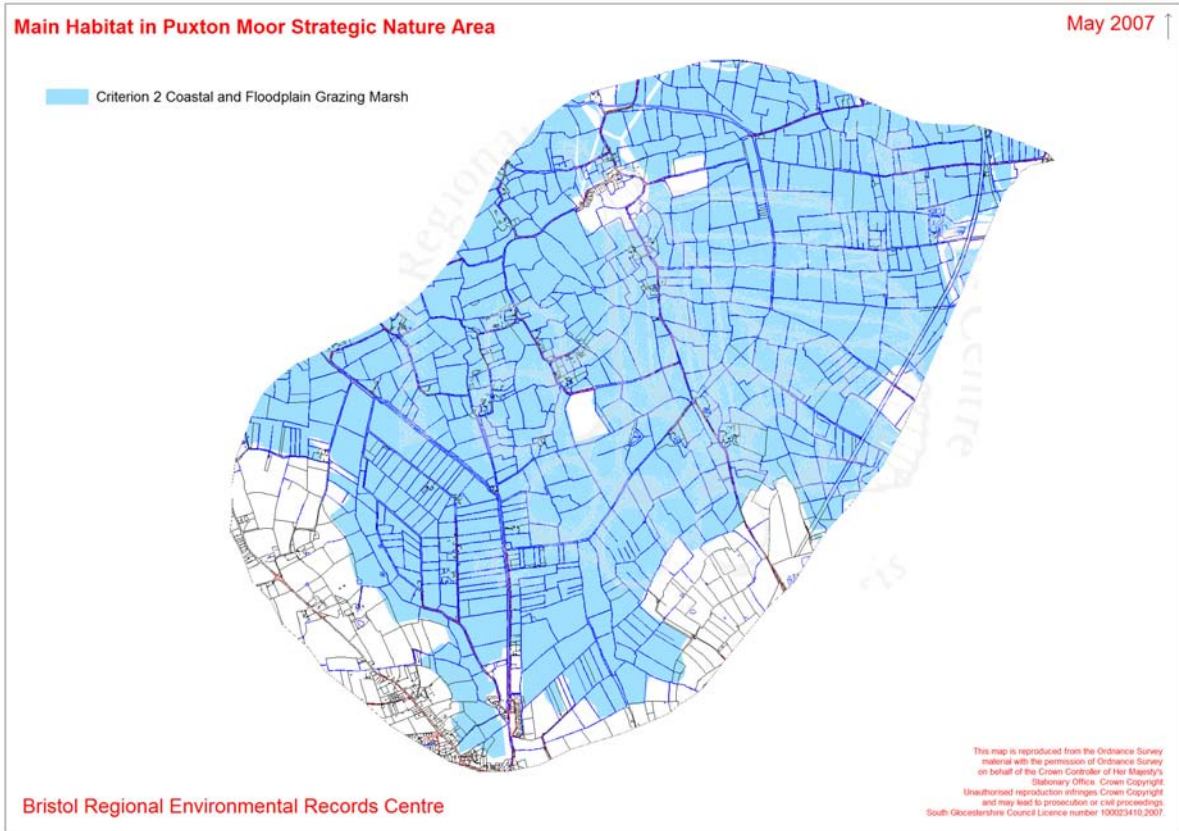 Main Habitat in Puxton Moor Strategic Nature Area
May 2007
Criterion 2 Coastal and Floodplain Grazing Marsh
Regional
Centre
This map is reproduced from the Ordnance Survey
material with the permission of Ordnance Survey
on behalf of the Crown Controller of Her Majesty's
Stationary Office. Crown Copyright.
Unauthorised reproduction infringes Crown Copyright
and may lead to prosecution or civil proceedings.
South Glocestershire Council Licence number 100023410,2007.
Bristol Regional Environmental Records Centre